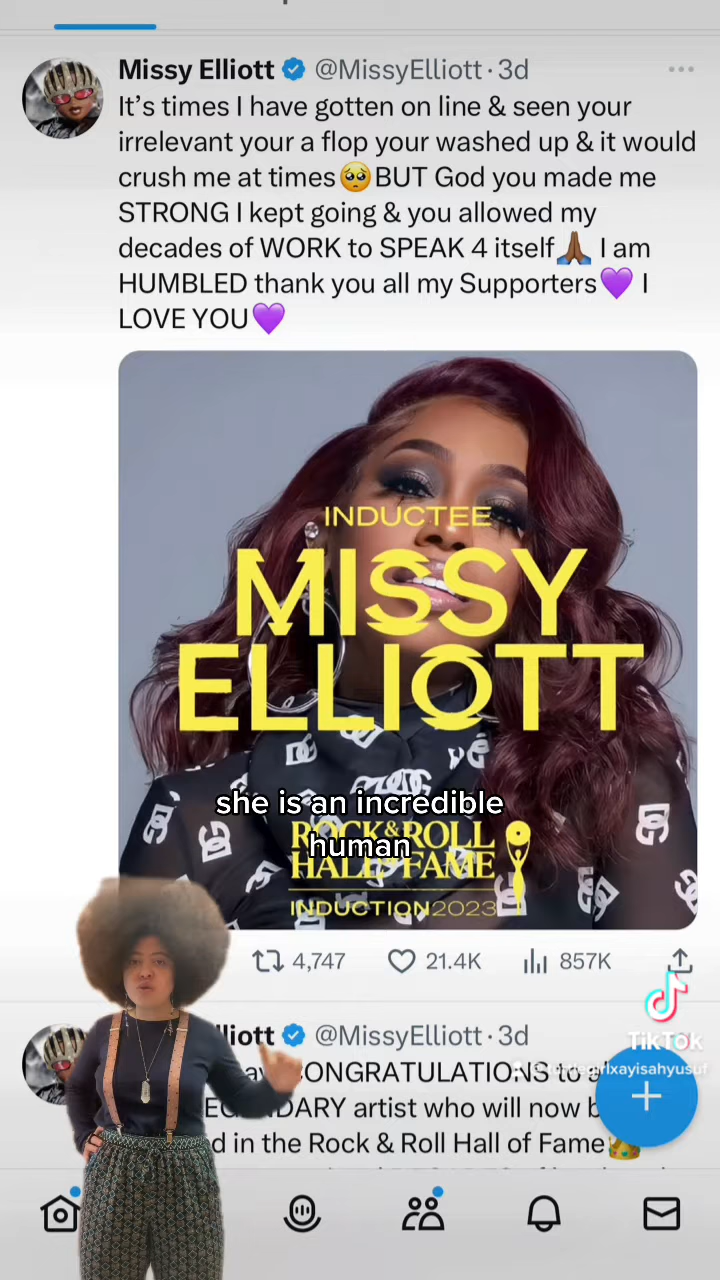 Missy Elliott @MissyElliott · 3d
It's times I have gotten on line & seen your
irrelevant your a flop your washed up & it would
crush me at times🥺BUT God you made me
STRONG I kept going & you allowed my
decades of WORK to SPEAK 4 itself🙏🏾 I am
HUMBLED thank you all my Supporters💜 I
LOVE YOU💜
INDUCTEE
MISSY
ELLIOTT
she is an incredible
human
ROCK&ROLL
HALL OF FAME
INDUCTION2023
4,747 21.4K 857K
TikTok
@MissyElliott · 3d
CONGRATULATIONS to
artist who will now
in the Rock & Roll Hall of Fame👑